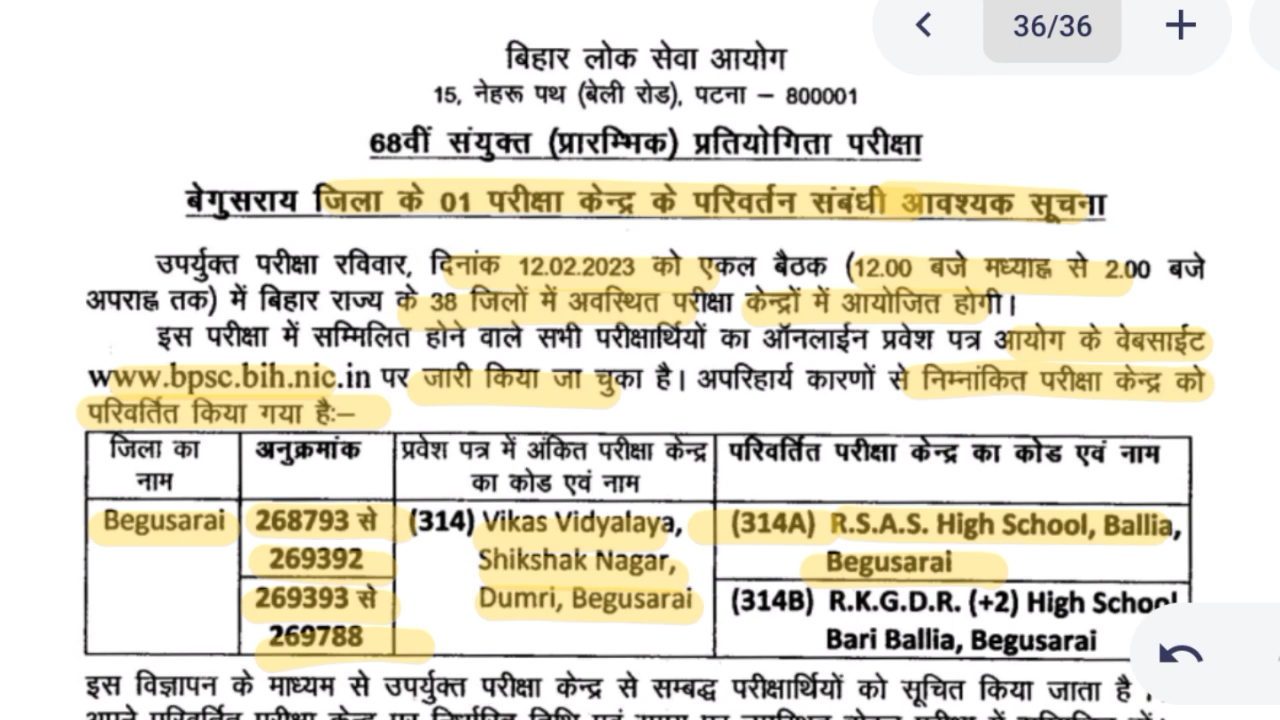 36/36
बिहार लोक सेवा आयोग
15, नेहरू पथ (बेली रोड), पटना – 800001
68वीं संयुक्त (प्रारम्भिक) प्रतियोगिता परीक्षा
बेगुसराय जिला के 01 परीक्षा केन्द्र के परिवर्तन संबंधी आवश्यक सूचना
उपर्युक्त परीक्षा रविवार, दिनांक 12.02.2023 को एकल बैठक (12.00 बजे मध्याह्न से 2.00 बजे
अपराह्न तक) में बिहार राज्य के 38 जिलों में अवस्थित परीक्षा केन्द्रों में आयोजित होगी।
इस परीक्षा में सम्मिलित होने वाले सभी परीक्षार्थियों का ऑनलाईन प्रवेश पत्र आयोग के वेबसाईट
www.bpsc.bih.nic.in पर जारी किया जा चुका है। अपरिहार्य कारणों से निम्नांकित परीक्षा केन्द्र को
परिवर्तित किया गया है:–
जिला का
नाम
अनुक्रमांक
प्रवेश पत्र में अंकित परीक्षा केन्द्र
का कोड एवं नाम
परिवर्तित परीक्षा केन्द्र का कोड एवं नाम
Begusarai
268793 से
269392
269393 से
269788
(314) Vikas Vidyalaya,
Shikshak Nagar,
Dumri, Begusarai
(314A) R.S.A.S. High School, Ballia,
Begusarai
(314B) R.K.G.D.R. (+2) High School
Bari Ballia, Begusarai
इस विज्ञापन के माध्यम से उपर्युक्त परीक्षा केन्द्र से सम्बद्ध परीक्षार्थियों को सूचित किया जाता है